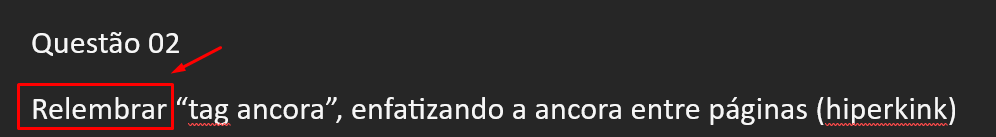 Questão 02
Relembrar “tag ancora”, enfatizando a ancora entre páginas (hiperkink)